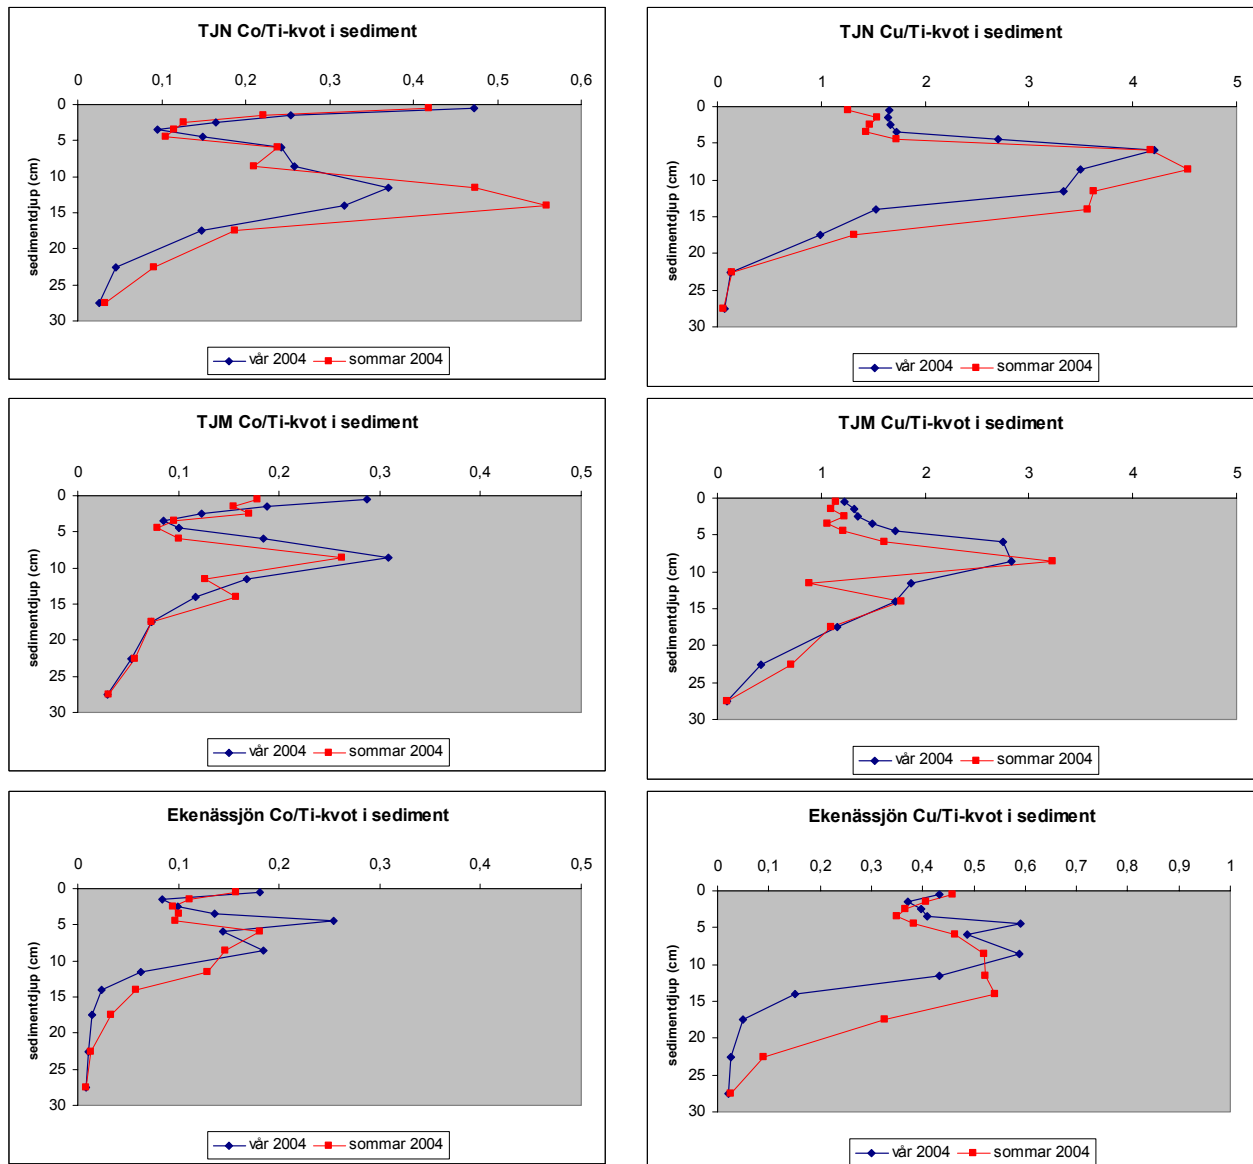 TJN Co/Ti-kvot i sediment
0 0,1 0,2 0,3 0,4 0,5 0,6
0
5
10
15
20
25
30
sedimentdjup (cm)
vår 2004 sommar 2004
TJN Cu/Ti-kvot i sediment
0 1 2 3 4 5
0
5
10
15
20
25
30
sedimentdjup (cm)
vår 2004 sommar 2004
TJM Co/Ti-kvot i sediment
0 0,1 0,2 0,3 0,4 0,5
0
5
10
15
20
25
30
sedimentdjup (cm)
vår 2004 sommar 2004
TJM Cu/Ti-kvot i sediment
0 1 2 3 4 5
0
5
10
15
20
25
30
sedimentdjup (cm)
vår 2004 sommar 2004
Ekenässjön Co/Ti-kvot i sediment
0 0,1 0,2 0,3 0,4 0,5
0
5
10
15
20
25
30
sedimentdjup (cm)
vår 2004 sommar 2004
Ekenässjön Cu/Ti-kvot i sediment
0 0,1 0,2 0,3 0,4 0,5 0,6 0,7 0,8 0,9 1
0
5
10
15
20
25
30
sedimentdjup (cm)
vår 2004 sommar 2004